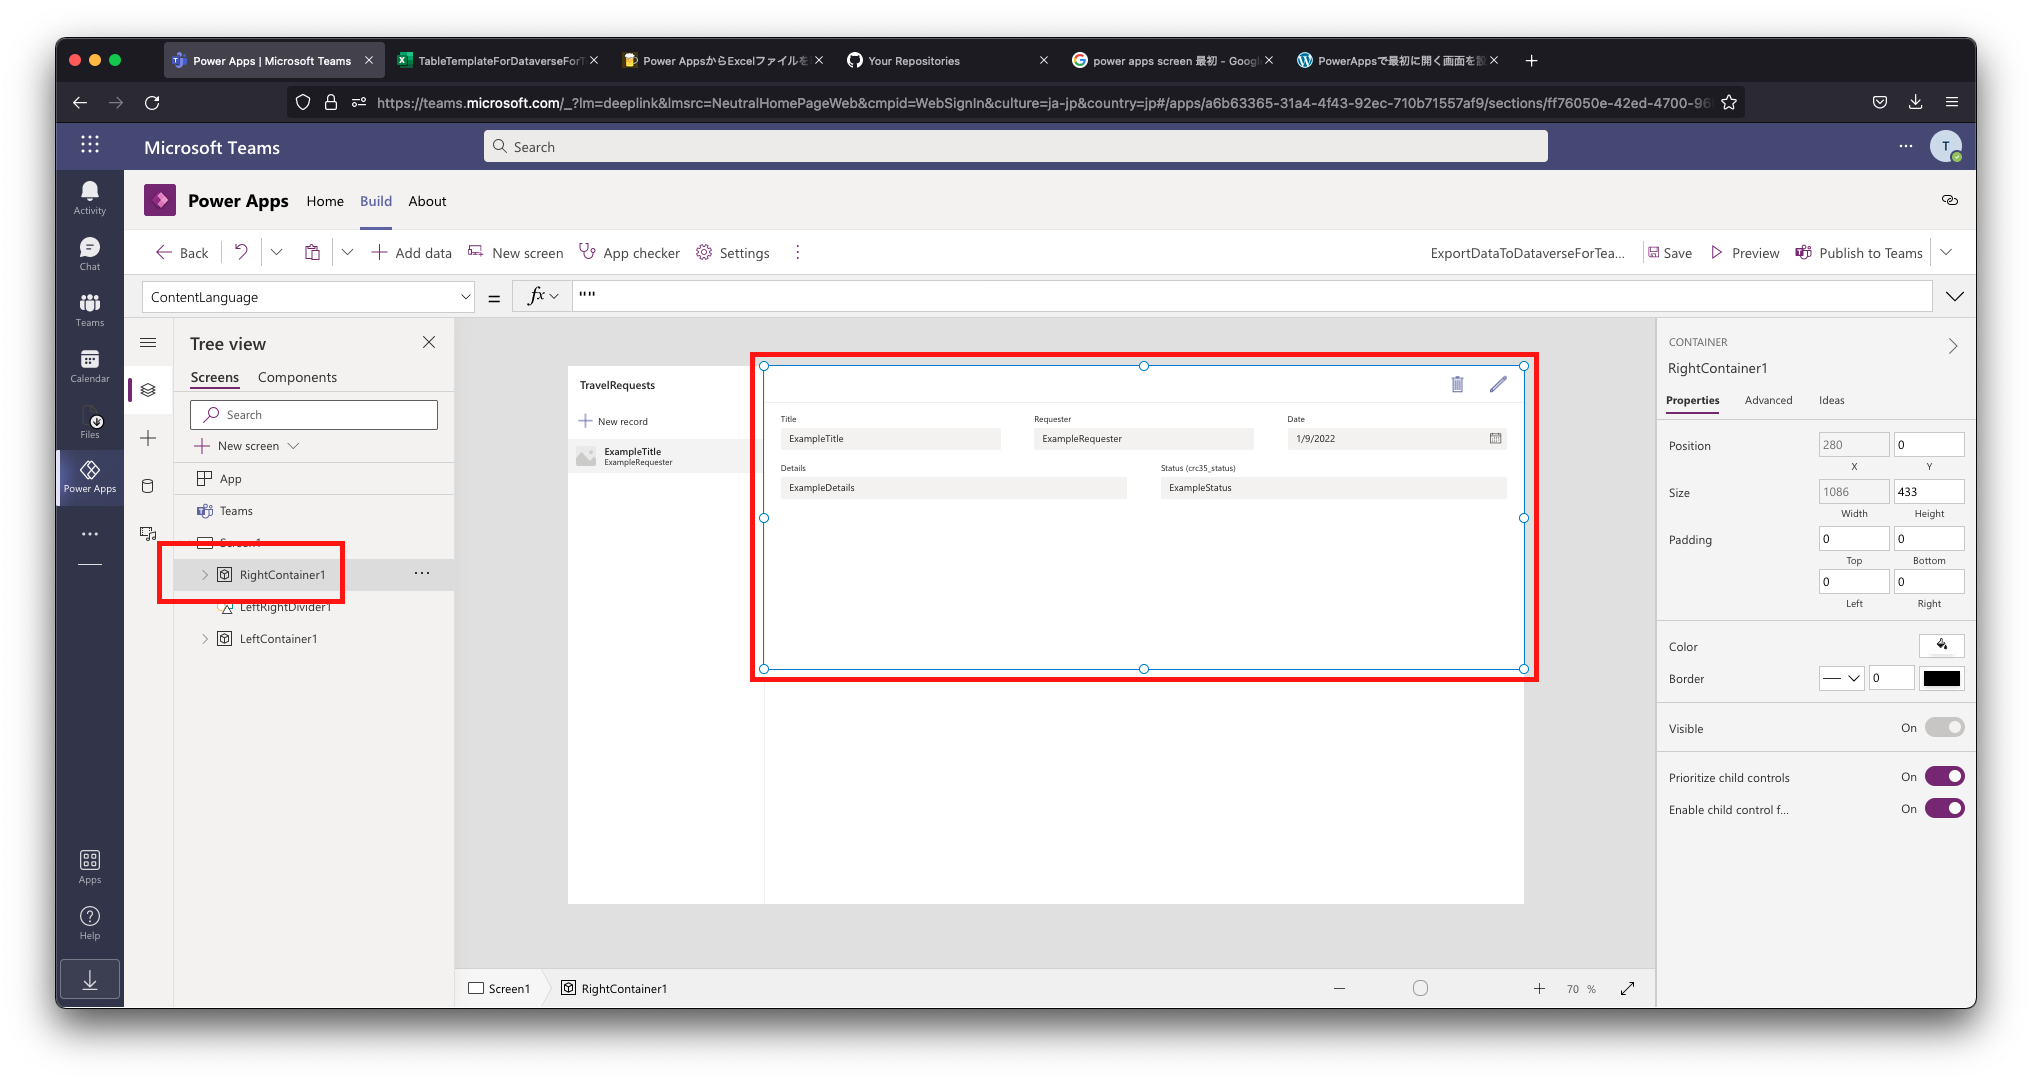 Power Apps | Microsoft Teams
TableTemplateForDataverseForT
Power AppsからExcelファイルを
Your Repositories
power apps screen 最初 - Googl
PowerAppsで最初に開く画面を設
https://teams.microsoft.com/_?lm=deeplink&lmsrc=NeutralHomePageWeb&cmpid=WebSignIn&culture=ja-jp&country=jp#/apps/a6b63365-31a4-4f43-92ec-710b71557af9/sections/ff76050e-42ed-4700-96
Microsoft Teams
Search
T
Activity
Chat
Teams
Calendar
Files
Power Apps
Apps
Help
Power Apps
Home
Build
About
Back
Add data
New screen
App checker
Settings
ExportDataToDataverseForTea...
Save
Preview
Publish to Teams
ContentLanguage
=
fx
""
Tree view
Screens
Components
Search
New screen
App
Teams
Screen1
RightContainer1
LeftRightDivider1
LeftContainer1
TravelRequests
New record
ExampleTitle
ExampleRequester
Title
ExampleTitle
Requester
ExampleRequester
Date
1/9/2022
Details
ExampleDetails
Status (crc35_status)
ExampleStatus
Screen1
RightContainer1
70 %
CONTAINER
RightContainer1
Properties
Advanced
Ideas
Position
280
0
X
Y
Size
1086
433
Width
Height
Padding
0
0
Top
Bottom
0
0
Left
Right
Color
Border
0
Visible
On
Prioritize child controls
On
Enable child control f...
On